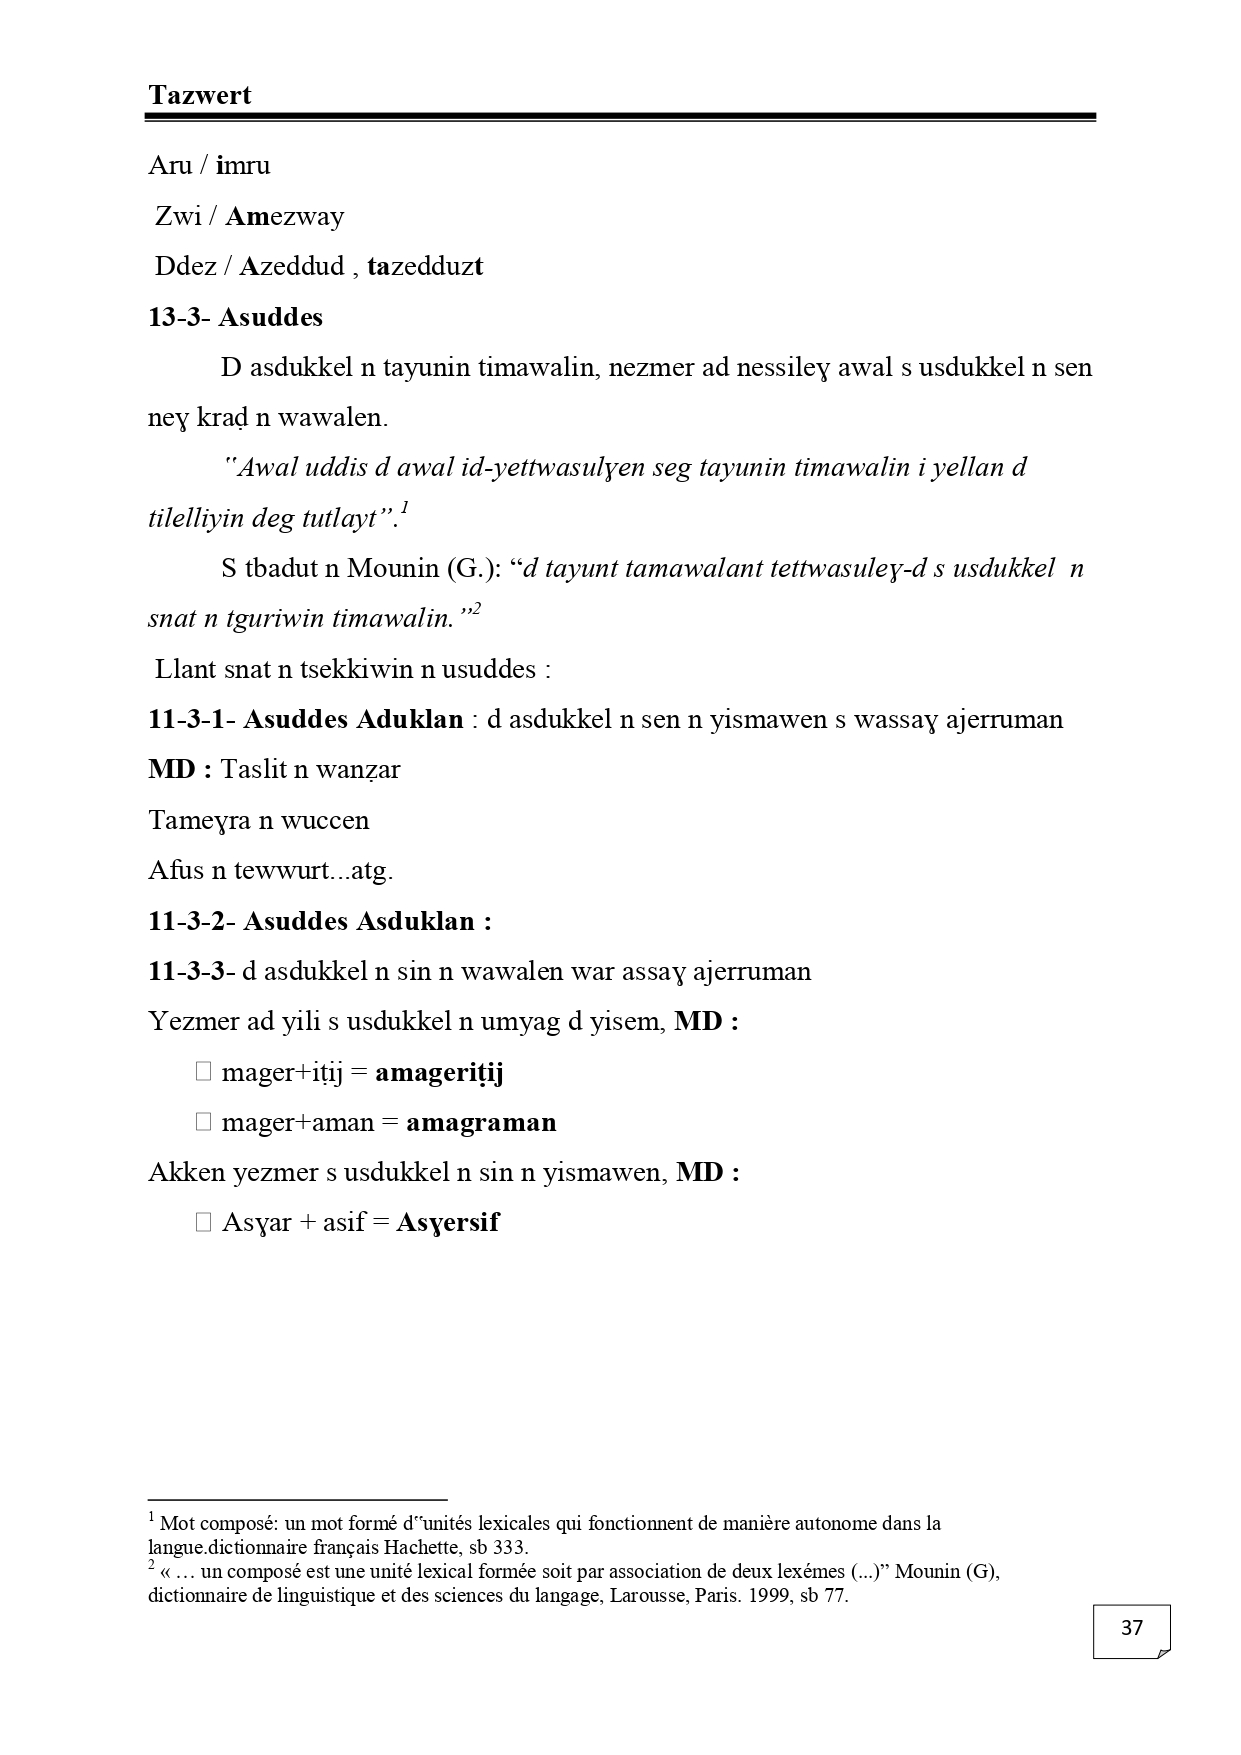 Tazwert
Aru / imru
Zwi / Amezway
Ddez / Azeddud , tazedduzt
13-3- Asuddes
D asdukkel n tayunin timawalin, nezmer ad nessileɣ awal s usdukkel n sen
neɣ kraḍ n wawalen.
‟Awal uddis d awal id-yettwasulɣen seg tayunin timawalin i yellan d
tilelliyin deg tutlayt”.1
S tbadut n Mounin (G.): “d tayunt tamawalant tettwasuleɣ-d s usdukkel n
snat n tguriwin timawalin.”2
Llant snat n tsekkiwin n usuddes :
11-3-1- Asuddes Aduklan : d asdukkel n sen n yismawen s wassaɣ ajerruman
MD : Taslit n wanẓar
Tameɣra n wuccen
Afus n tewwurt...atg.
11-3-2- Asuddes Asduklan :
11-3-3- d asdukkel n sin n wawalen war assaɣ ajerruman
Yezmer ad yili s usdukkel n umyag d yisem, MD :
mager+iṭij = amageriṭij
mager+aman = amagraman
Akken yezmer s usdukkel n sin n yismawen, MD :
Asɣar + asif = Asɣersif
1 Mot composé: un mot formé d‟unités lexicales qui fonctionnent de manière autonome dans la
langue.dictionnaire français Hachette, sb 333.
2 « … un composé est une unité lexical formée soit par association de deux lexémes (...)” Mounin (G),
dictionnaire de linguistique et des sciences du langage, Larousse, Paris. 1999, sb 77.
37